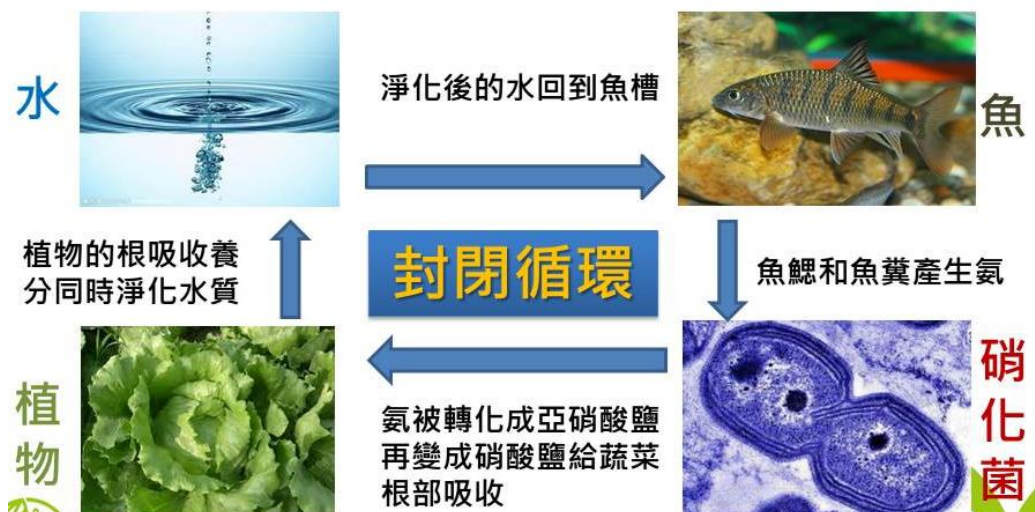 水
淨化後的水回到魚槽
魚
植物的根吸收養
分同時淨化水質
封閉循環
魚鰓和魚糞產生氨
植物
氨被轉化成亞硝酸鹽
再變成硝酸鹽給蔬菜
根部吸收
硝化菌